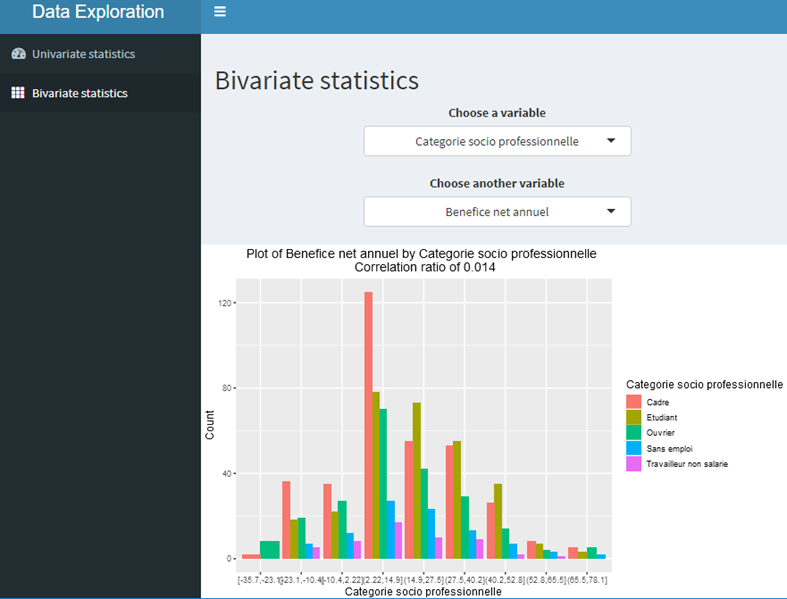 Data Exploration
Univariate statistics
Bivariate statistics
Bivariate statistics
Choose a variable
Categorie socio professionnelle
Choose another variable
Benefice net annuel
Plot of Benefice net annuel by Categorie socio professionnelle
Correlation ratio of 0.014
120
80
40
0
Count
[-35.7,-23.1](-23.1,-10.4](-10.4,2.22](2.22,14.9](14.9,27.5](27.5,40.2](40.2,52.8](52.8,65.5](65.5,78.1]
Categorie socio professionnelle
Categorie socio professionnelle
Cadre
Etudiant
Ouvrier
Sans emploi
Travailleur non salarie